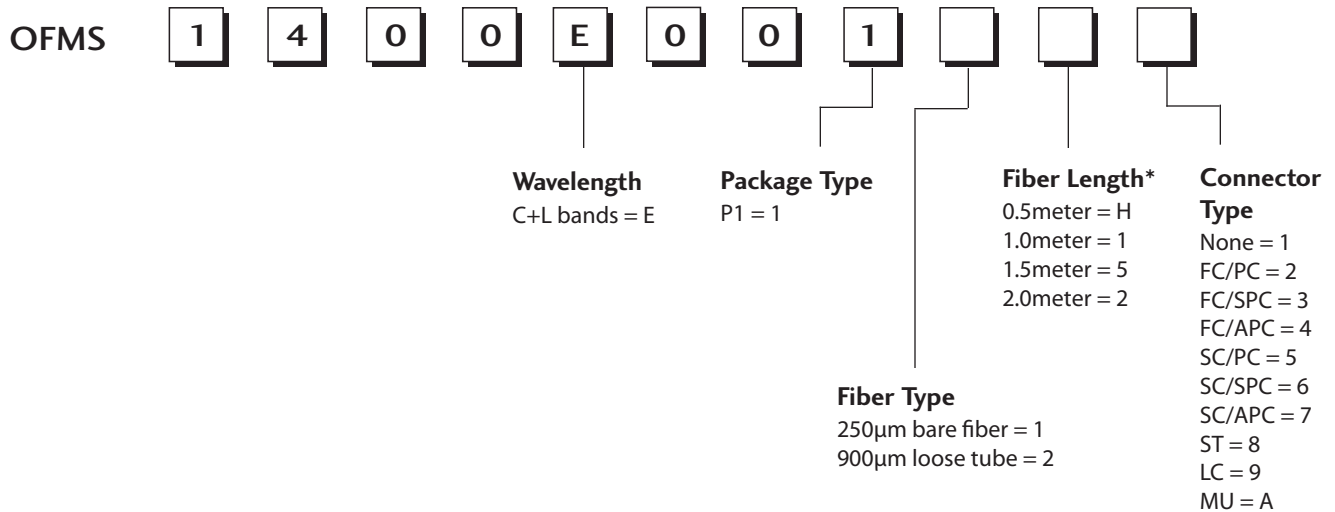 OFMS 1 4 0 0 E 0 0 1
Wavelength
C+L bands = E
Package Type
P1 = 1
Fiber Type
250µm bare fiber = 1
900µm loose tube = 2
Fiber Length*
0.5meter = H
1.0meter = 1
1.5meter = 5
2.0meter = 2
Connector
Type
None = 1
FC/PC = 2
FC/SPC = 3
FC/APC = 4
SC/PC = 5
SC/SPC = 6
SC/APC = 7
ST = 8
LC = 9
MU = A